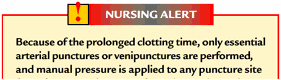 ! NURSING ALERT
Because of the prolonged clotting time, only essential
arterial punctures or venipunctures are performed,
and manual pressure is applied to any puncture site